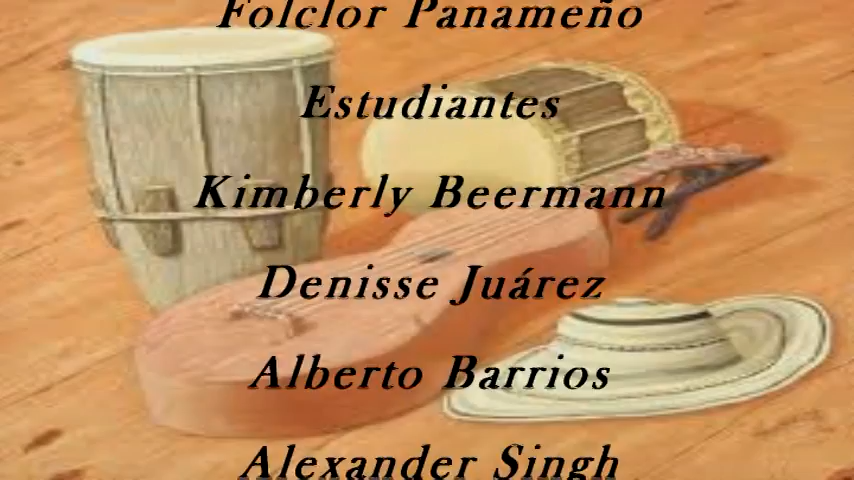 Folclor Panameño
Estudiantes
Kimberly Beermann
Denisse Juárez
Alberto Barrios
Alexander Singh